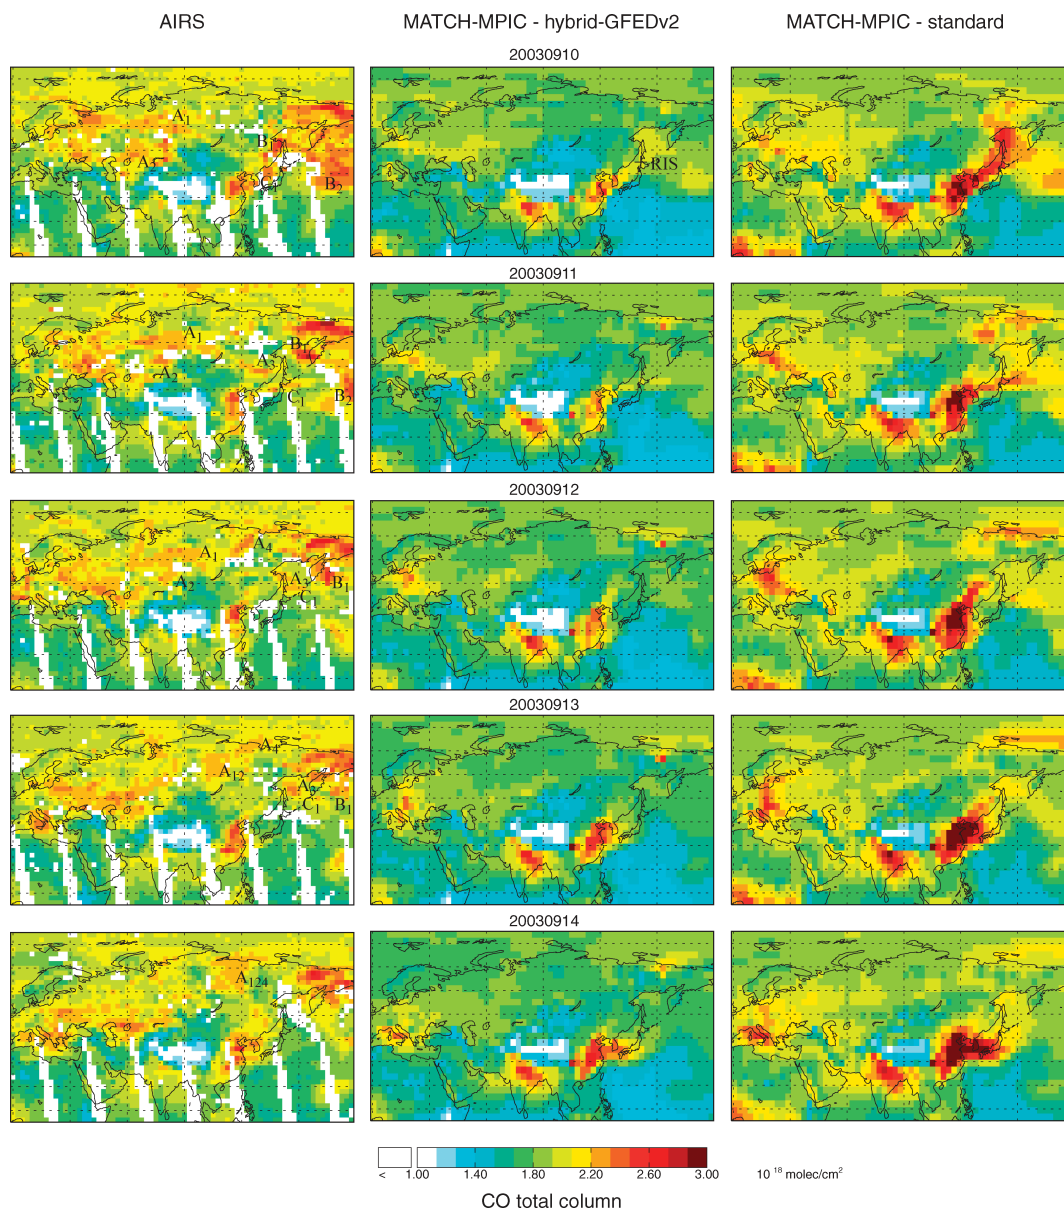 AIRS MATCH-MPIC - hybrid-GFEDv2 MATCH-MPIC - standard
20030910
A1
B1
A2
RIS
C1
B2
20030911
A1
B1
A3
A2
C1
B2
20030912
A1
A4
A2
A3
B1
C1
20030913
A4
A12
A3
C1
B1
20030914
A124
< 1.00 1.40 1.80 2.20 2.60 3.00 10 18 molec/cm2
CO total column